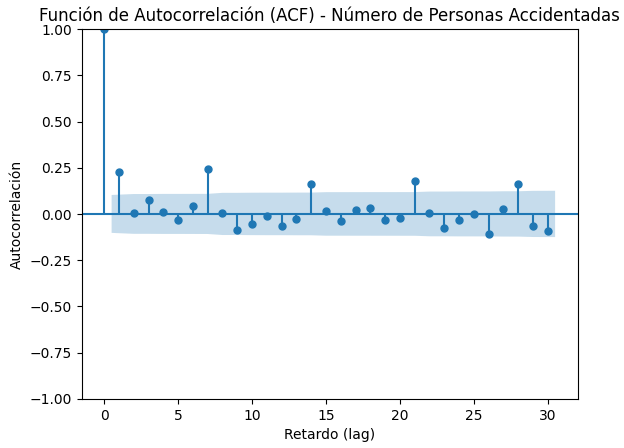 Función de Autocorrelación (ACF) - Número de Personas Accidentadas
1.00
0.75
0.50
0.25
0.00
−0.25
−0.50
−0.75
−1.00
Autocorrelación
0 5 10 15 20 25 30
Retardo (lag)